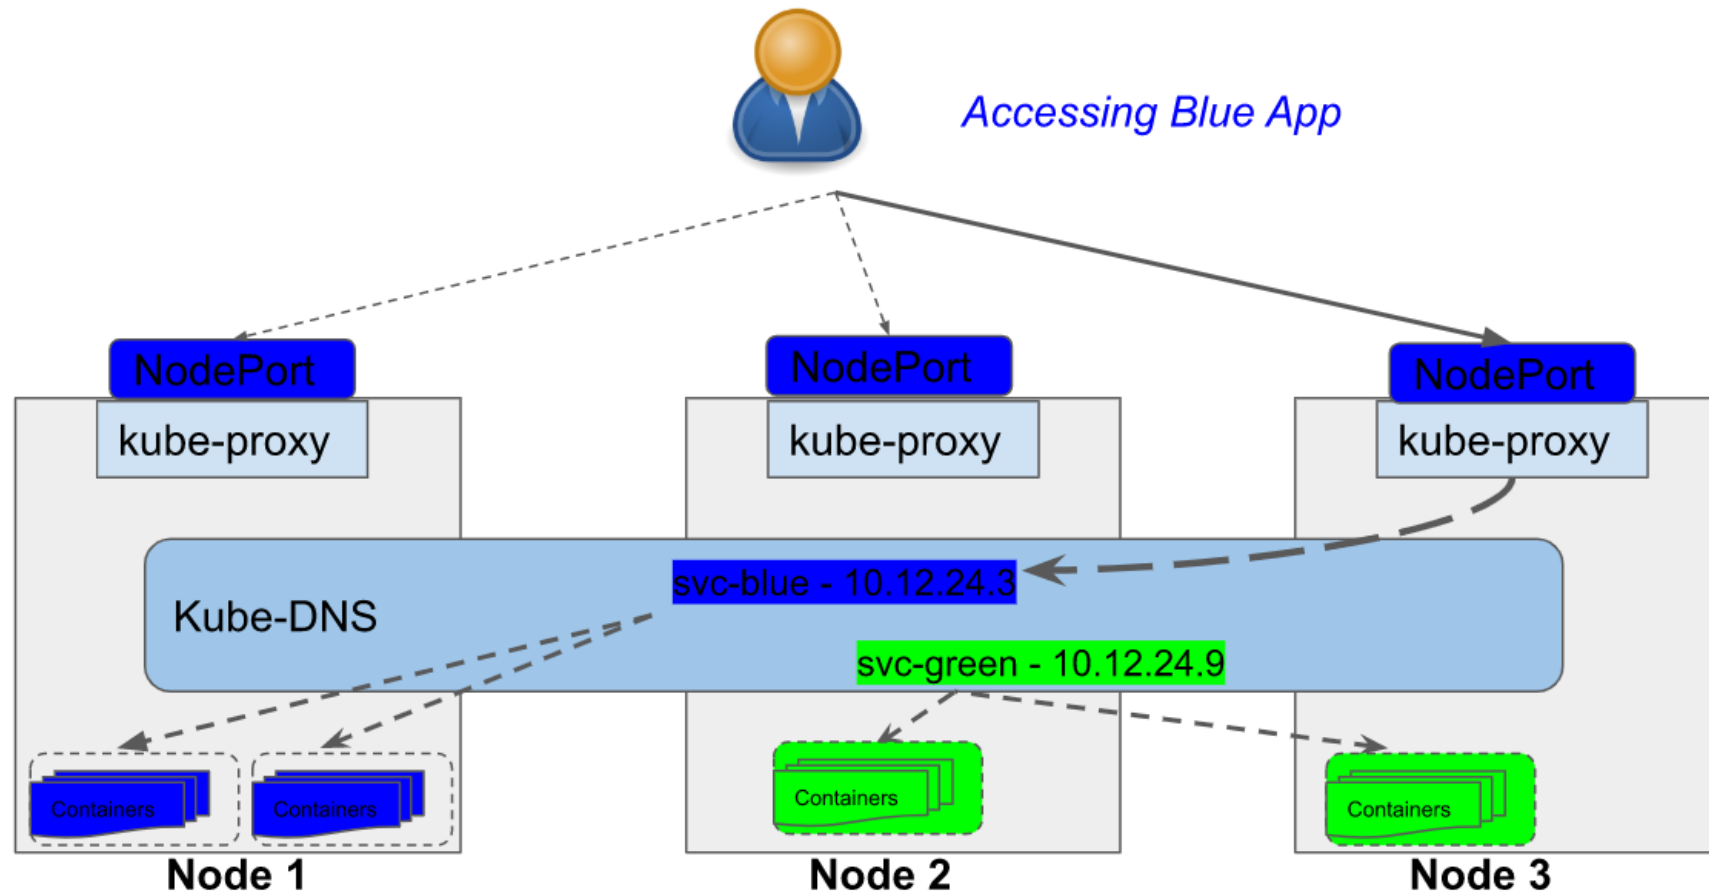 Accessing Blue App
NodePort
NodePort
NodePort
kube-proxy
kube-proxy
kube-proxy
svc-blue - 10.12.24.3
Kube-DNS
svc-green - 10.12.24.9
Containers
Containers
Containers
Containers
Node 1
Node 2
Node 3